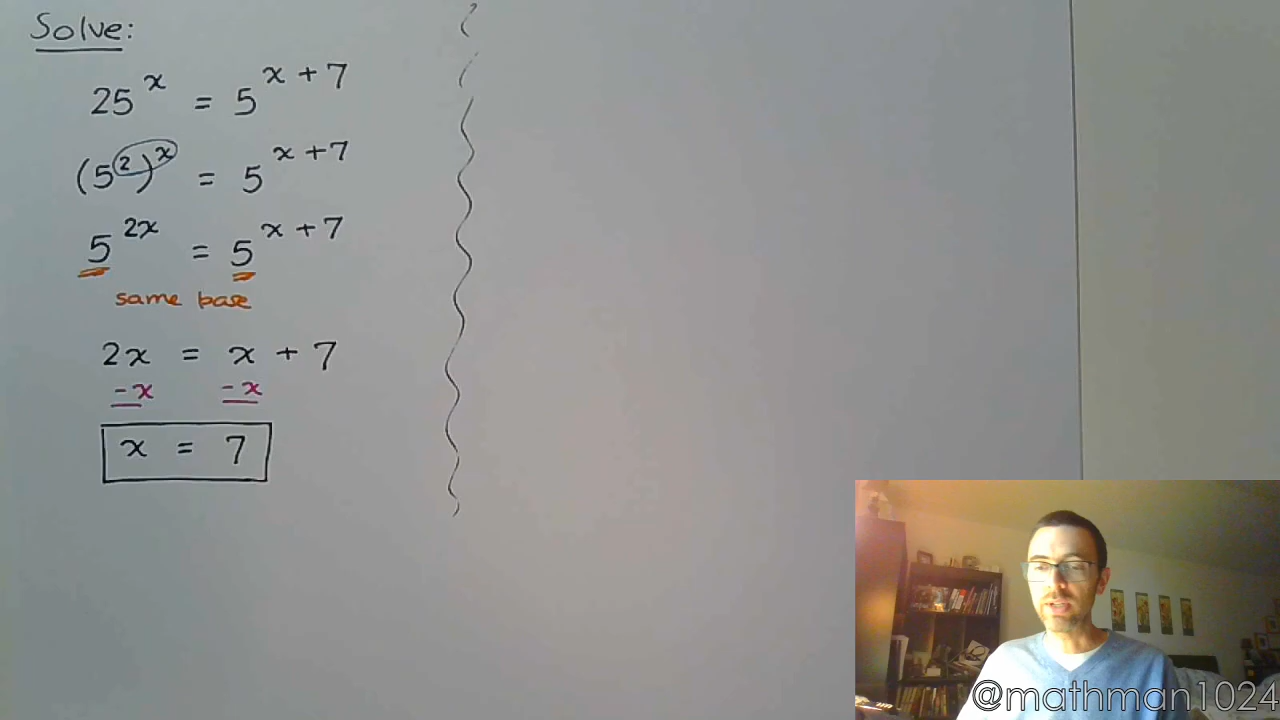 Solve:
25^x = 5^(x + 7)
(5^2)^x = 5^(x + 7)
5^(2x) = 5^(x + 7)
same base
2x = x + 7
-x -x
x = 7
@mathman1024